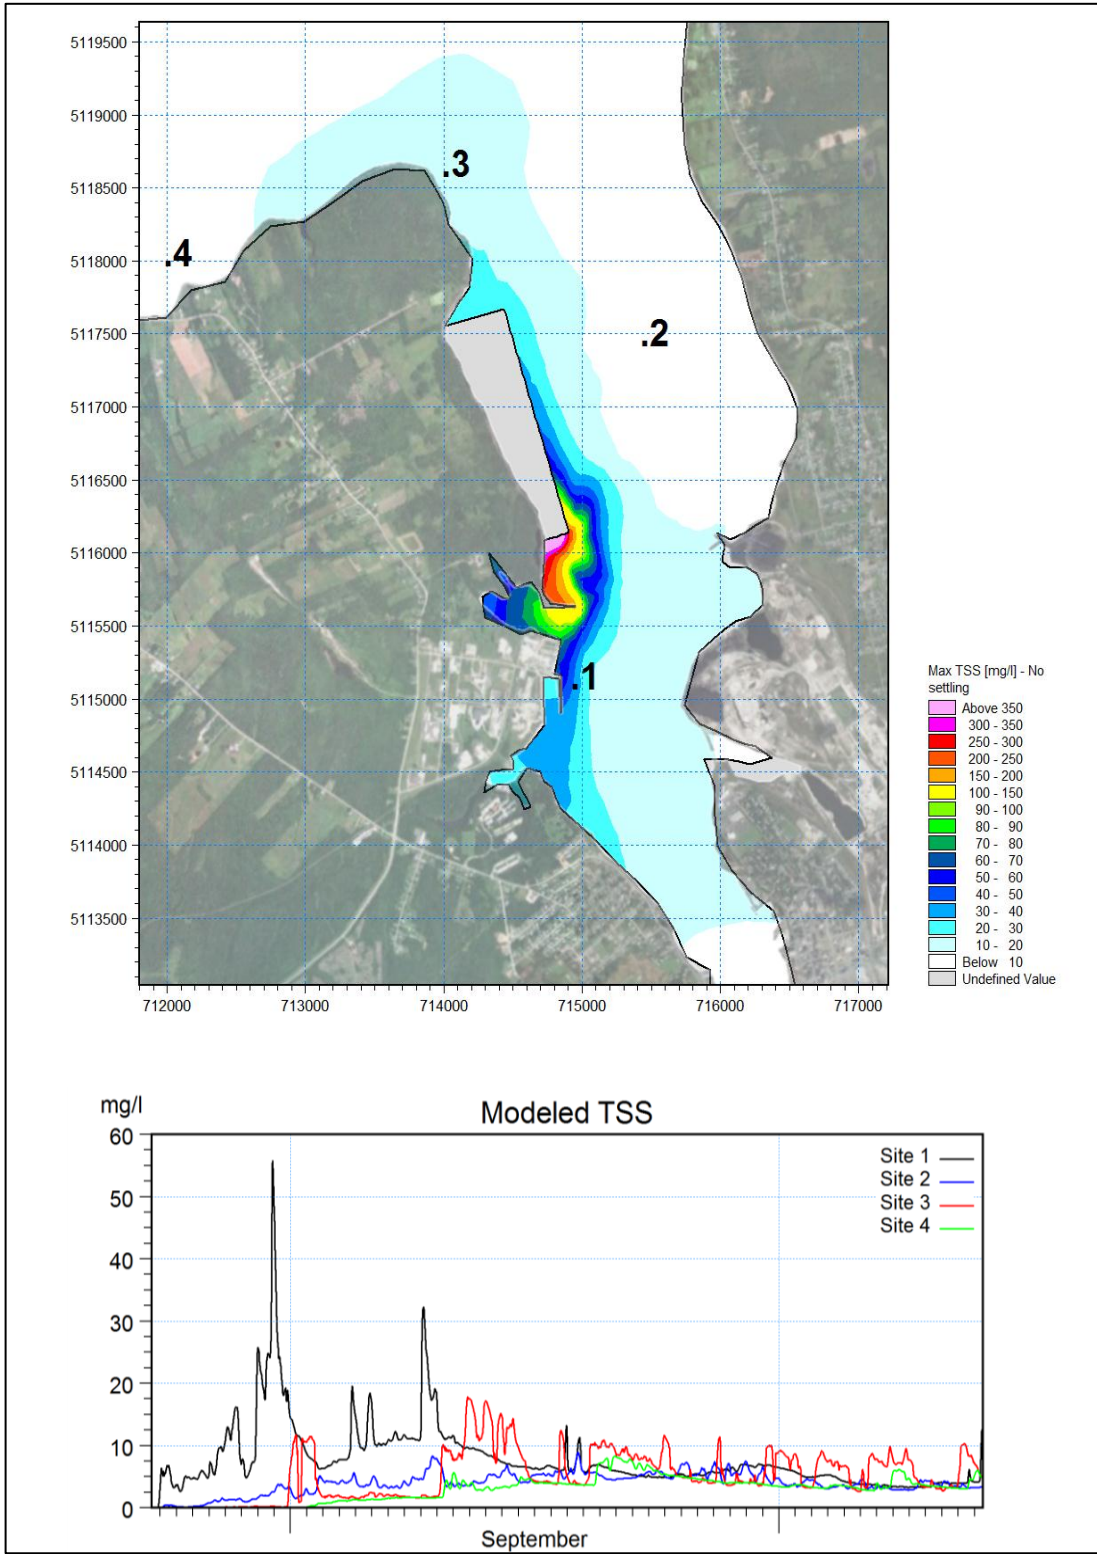 5119500
5119000
5118500
5118000
5117500
5117000
5116500
5116000
5115500
5115000
5114500
5114000
5113500
.3
.4
.2
.1
712000 713000 714000 715000 716000 717000
Max TSS [mg/l] - No
settling
Above 350
300 - 350
250 - 300
200 - 250
150 - 200
100 - 150
90 - 100
80 - 90
70 - 80
60 - 70
50 - 60
40 - 50
30 - 40
20 - 30
10 - 20
Below 10
Undefined Value
mg/l
Modeled TSS
60
50
40
30
20
10
0
Site 1
Site 2
Site 3
Site 4
September